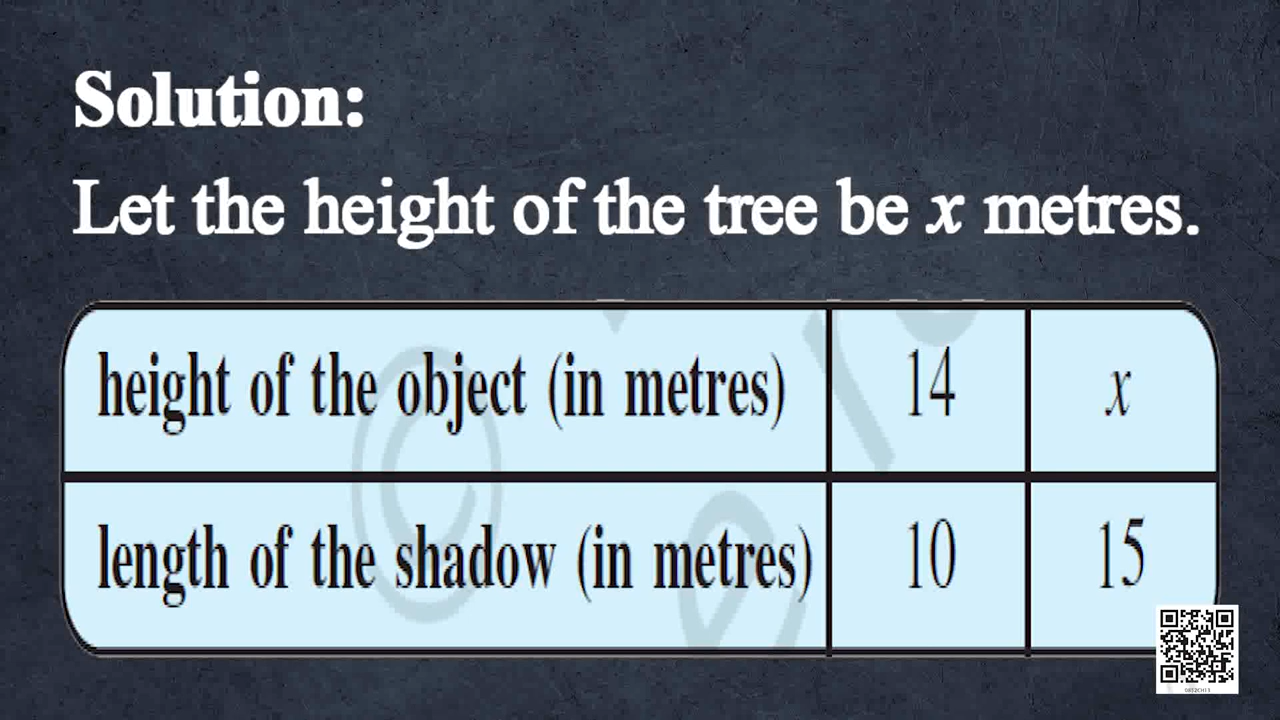 Solution:
Let the height of the tree be x metres.
height of the object (in metres) 14 x
length of the shadow (in metres) 10 15